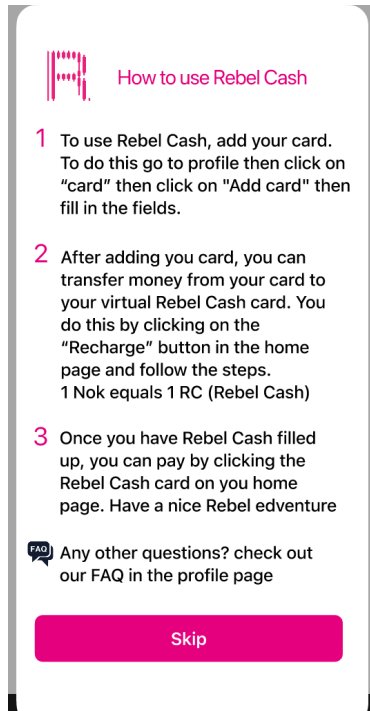 R.
How to use Rebel Cash
1 To use Rebel Cash, add your card.
To do this go to profile then click on
“card” then click on "Add card" then
fill in the fields.
2 After adding you card, you can
transfer money from your card to
your virtual Rebel Cash card. You
do this by clicking on the
“Recharge” button in the home
page and follow the steps.
1 Nok equals 1 RC (Rebel Cash)
3 Once you have Rebel Cash filled
up, you can pay by clicking the
Rebel Cash card on you home
page. Have a nice Rebel edventure
FAQ Any other questions? check out
our FAQ in the profile page
Skip